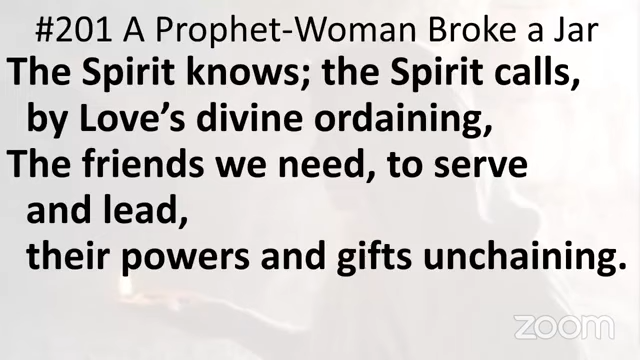 #201 A Prophet-Woman Broke a Jar
The Spirit knows; the Spirit calls,
by Love’s divine ordaining,
The friends we need, to serve
and lead,
their powers and gifts unchaining.
zoom